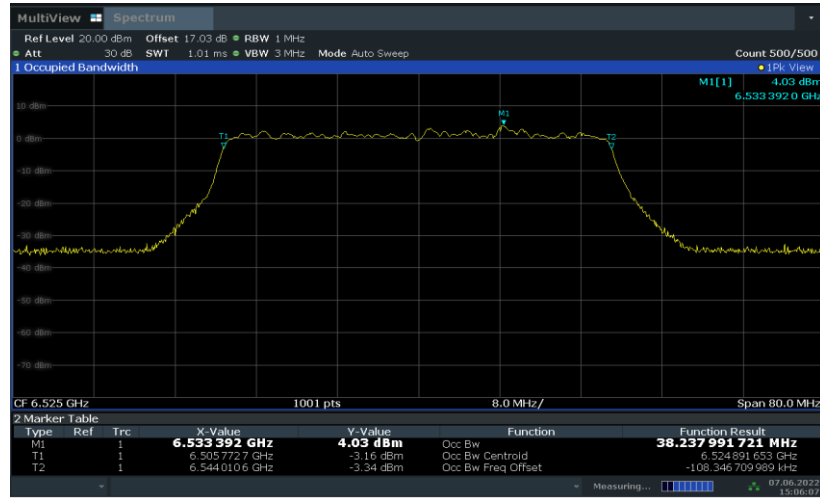 MultiView Spectrum
Ref Level 20.00 dBm Offset 17.03 dB RBW 1 MHz
Att 30 dB SWT 1.01 ms VBW 3 MHz Mode Auto Sweep Count 500/500
1 Occupied Bandwidth 1Pk View
M1[1] 4.03 dBm
6.533 392 0 GHz
10 dBm
M1
0 dBm
T1 T2
-10 dBm
-20 dBm
-30 dBm
-40 dBm
-50 dBm
-60 dBm
-70 dBm
CF 6.525 GHz 1001 pts 8.0 MHz/ Span 80.0 MHz
2 Marker Table
Type Ref Trc X-Value Y-Value Function Function Result
M1 1 6.533 392 GHz 4.03 dBm Occ Bw 38.237 991 721 MHz
T1 1 6.505 772 7 GHz -3.16 dBm Occ Bw Centroid 6.524 891 653 GHz
T2 1 6.544 010 6 GHz -3.34 dBm Occ Bw Freq Offset -108.346 709 989 kHz
Measuring... 07.06.2022
15:06:07